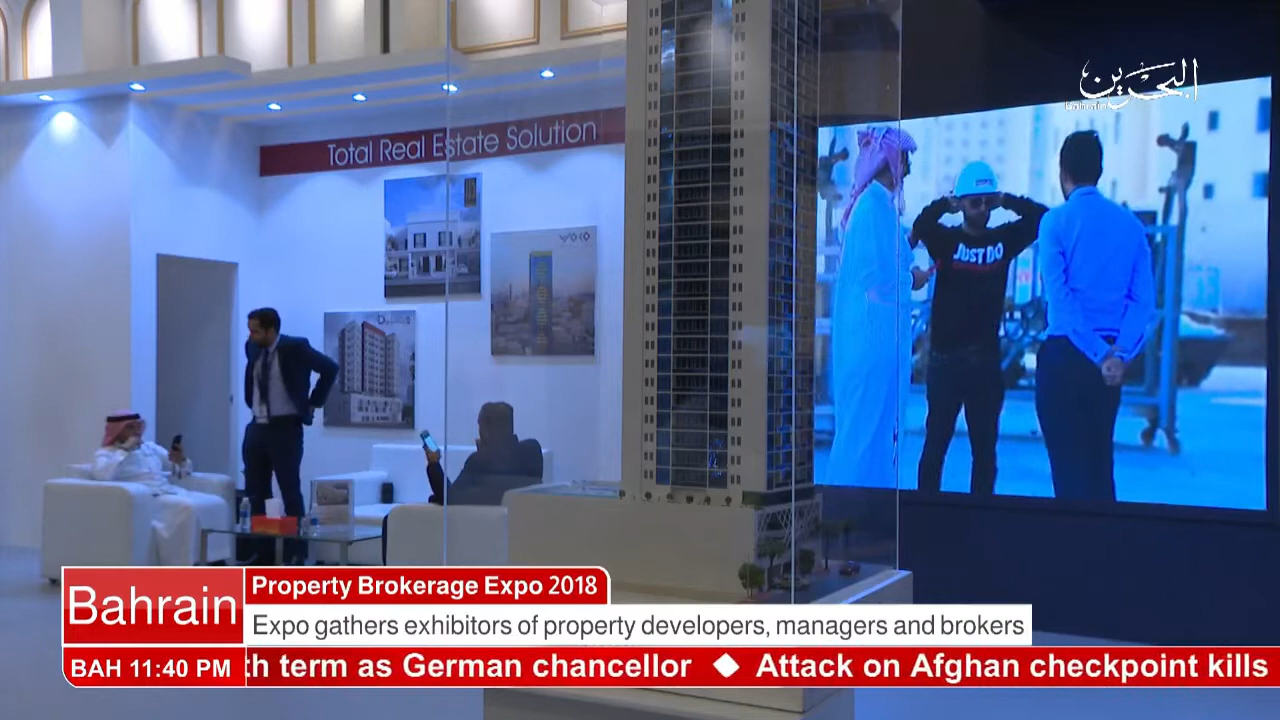 البحرين
Bahrain
Total Real Estate Solution
JUST DO
Bahrain
Property Brokerage Expo 2018
Expo gathers exhibitors of property developers, managers and brokers
BAH 11:40 PM
th term as German chancellor ◆ Attack on Afghan checkpoint kills